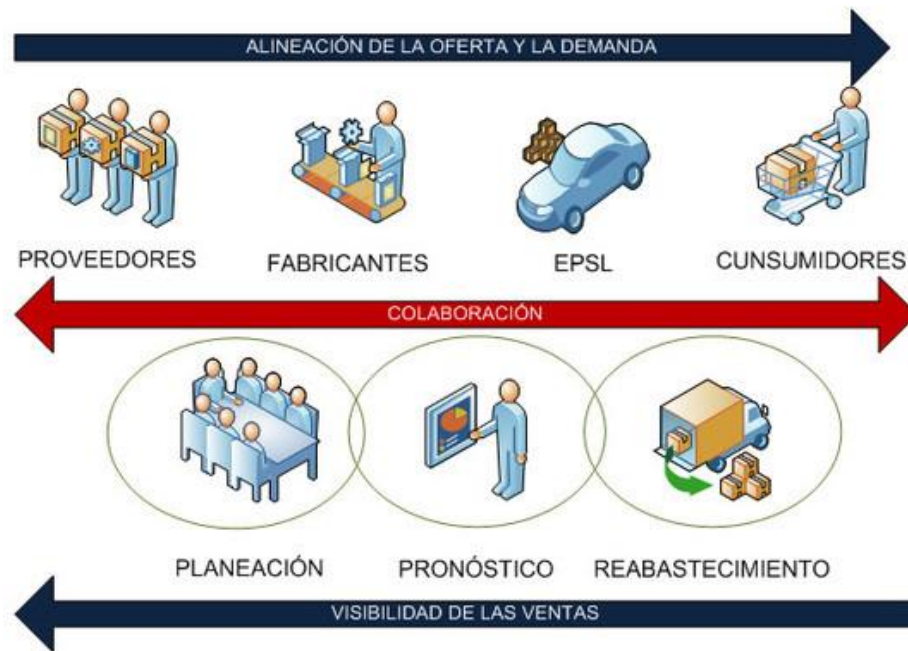 ALINEACIÓN DE LA OFERTA Y LA DEMANDA
PROVEEDORES
FABRICANTES
EPSL
CUNSUMIDORES
COLABORACIÓN
PLANEACIÓN
PRONÓSTICO
REABASTECIMIENTO
VISIBILIDAD DE LAS VENTAS